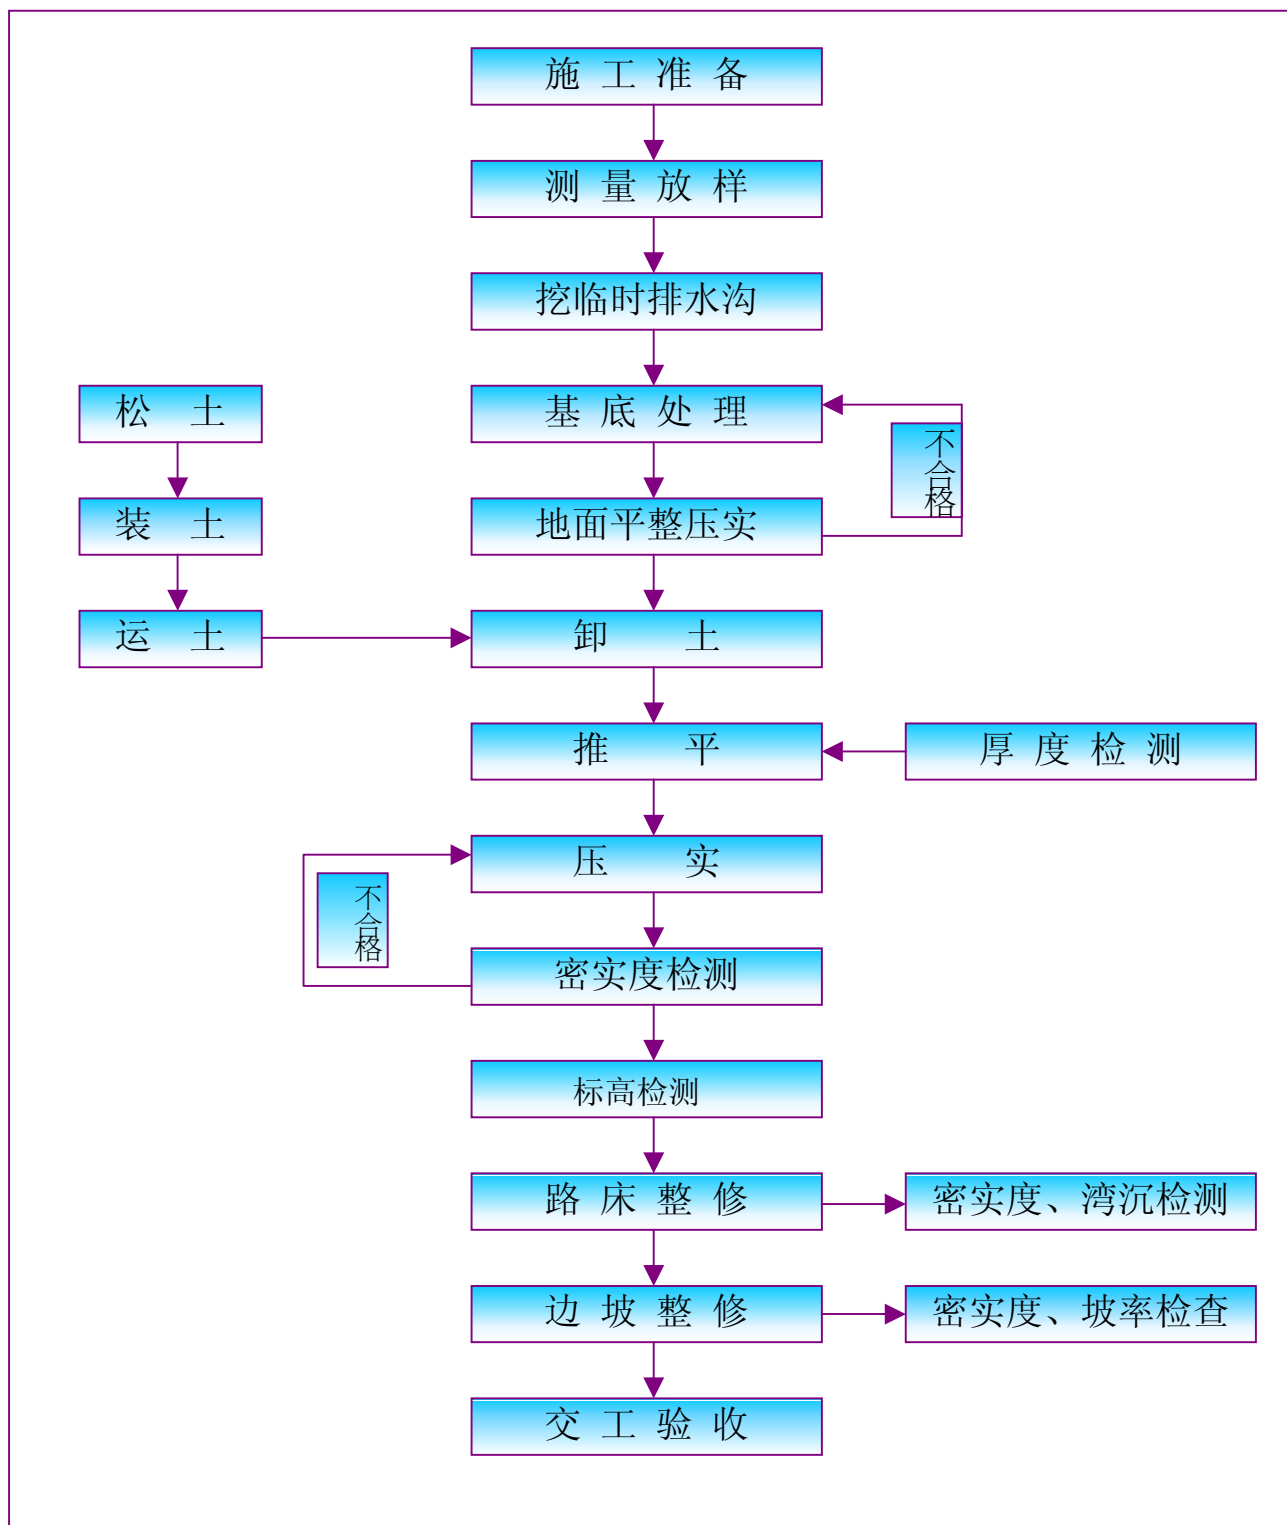 施 工 准 备
测 量 放 样
挖临时排水沟
松 土
基 底 处 理
不合格
装 土
地面平整压实
运 土
卸 土
推 平
厚 度 检 测
压 实
不合格
密实度检测
标高检测
路 床 整 修
密实度、湾沉检测
边 坡 整 修
密实度、坡率检查
交 工 验 收